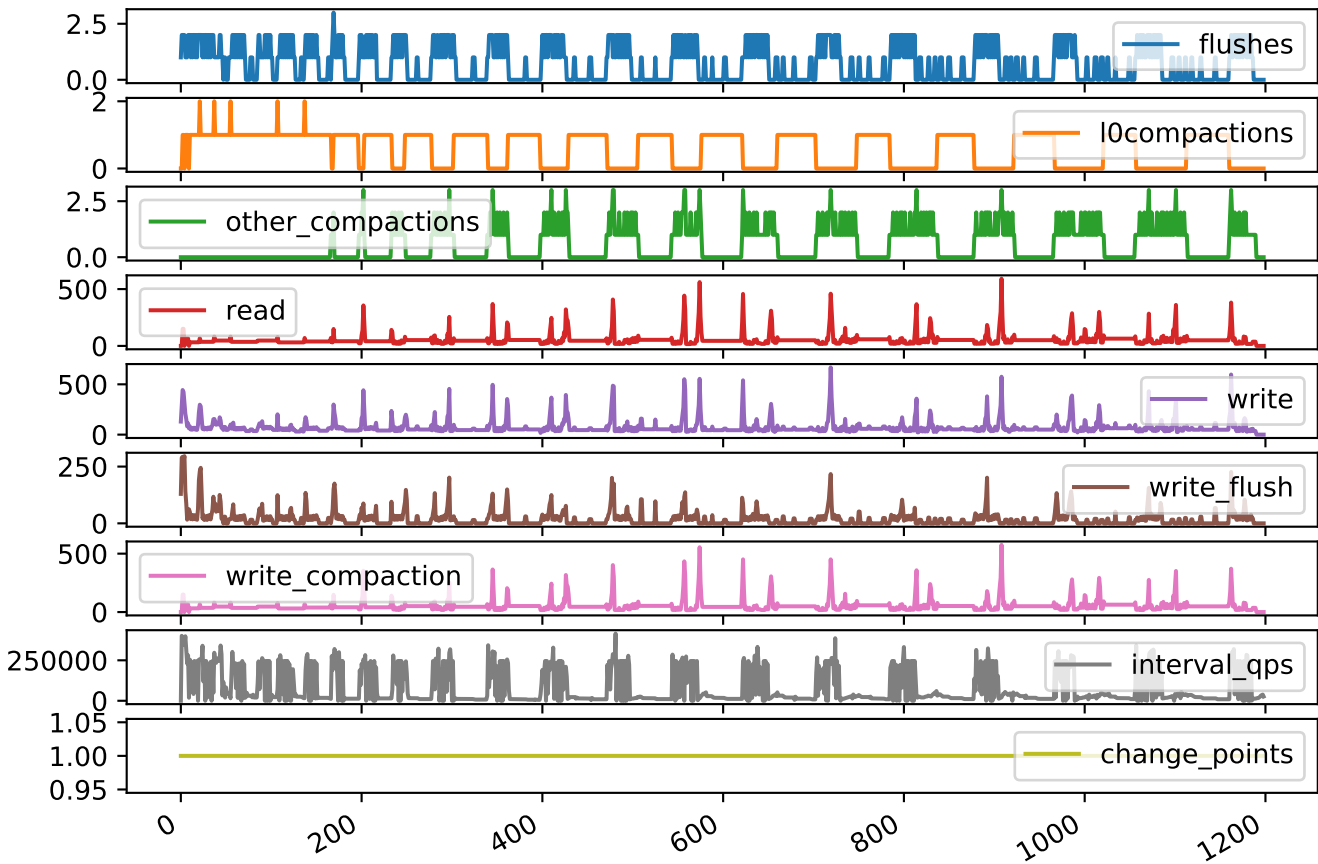 2.5
0.0
flushes
2
0
l0compactions
2.5
0.0
other_compactions
500
0
read
500
0
write
250
0
write_flush
500
0
write_compaction
250000
0
interval_qps
1.05
1.00
0.95
change_points
0
200
400
600
800
1000
1200